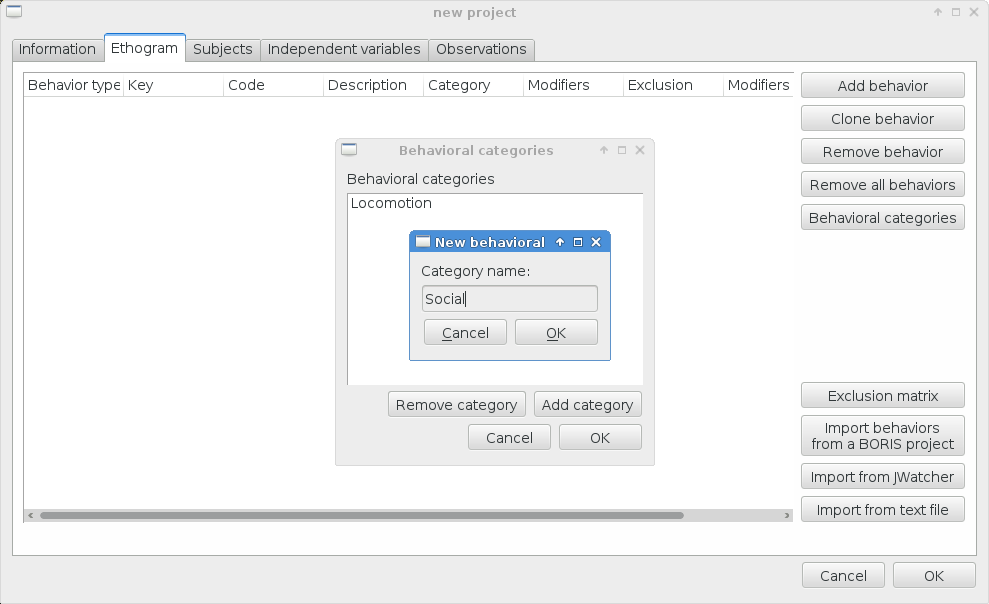 new project
Information Ethogram Subjects Independent variables Observations
Behavior type Key Code Description Category Modifiers Exclusion Modifiers
Add behavior
Clone behavior
Remove behavior
Remove all behaviors
Behavioral categories
Behavioral categories
Behavioral categories
Locomotion
New behavioral
Category name:
Social
Cancel OK
Remove category Add category
Cancel OK
Exclusion matrix
Import behaviors
from a BORIS project
Import from JWatcher
Import from text file
Cancel OK